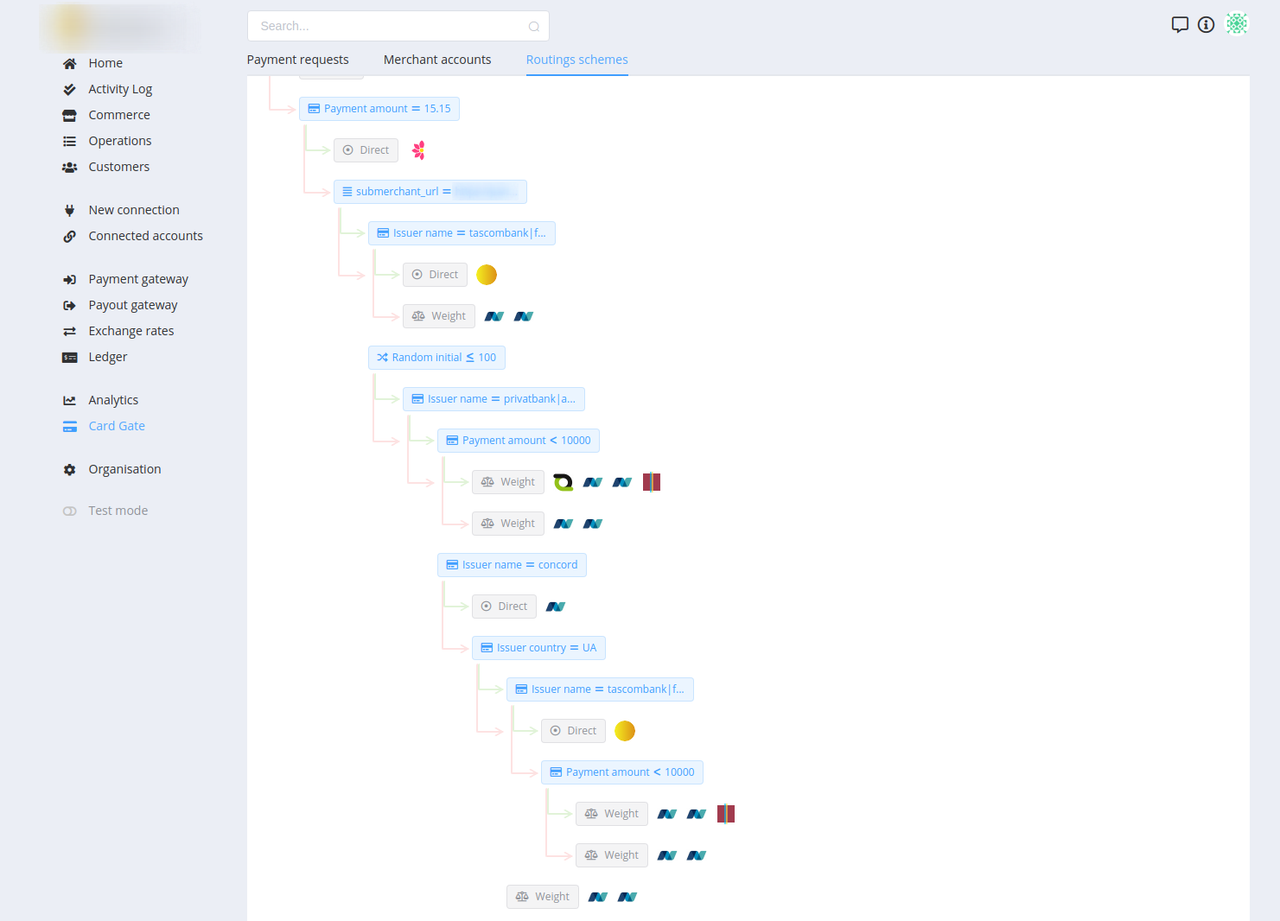 Search...
Home
Activity Log
Commerce
Operations
Customers
New connection
Connected accounts
Payment gateway
Payout gateway
Exchange rates
Ledger
Analytics
Card Gate
Organisation
Test mode
Payment requests Merchant accounts Routings schemes
Payment amount = 15.15
Direct
submerchant_url =
Issuer name = tascombank|f...
Direct
Weight
Random initial ≤ 100
Issuer name = privatbank|a...
Payment amount < 10000
Weight
Weight
Issuer name = concord
Direct
Issuer country = UA
Issuer name = tascombank|f...
Direct
Payment amount < 10000
Weight
Weight
Weight